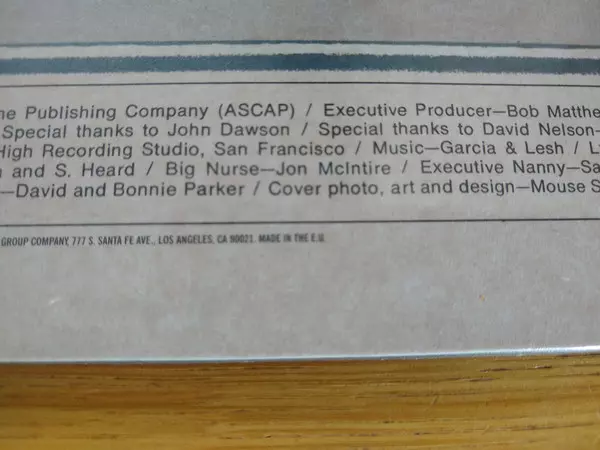 ne Publishing Company (ASCAP) / Executive Producer—Bob Matthe
Special thanks to John Dawson / Special thanks to David Nelson—
High Recording Studio, San Francisco / Music—Garcia & Lesh / L
n and S. Heard / Big Nurse—Jon McIntire / Executive Nanny—Sa
—David and Bonnie Parker / Cover photo, art and design—Mouse S
GROUP COMPANY, 777 S. SANTA FE AVE., LOS ANGELES, CA 90021. MADE IN THE E.U.